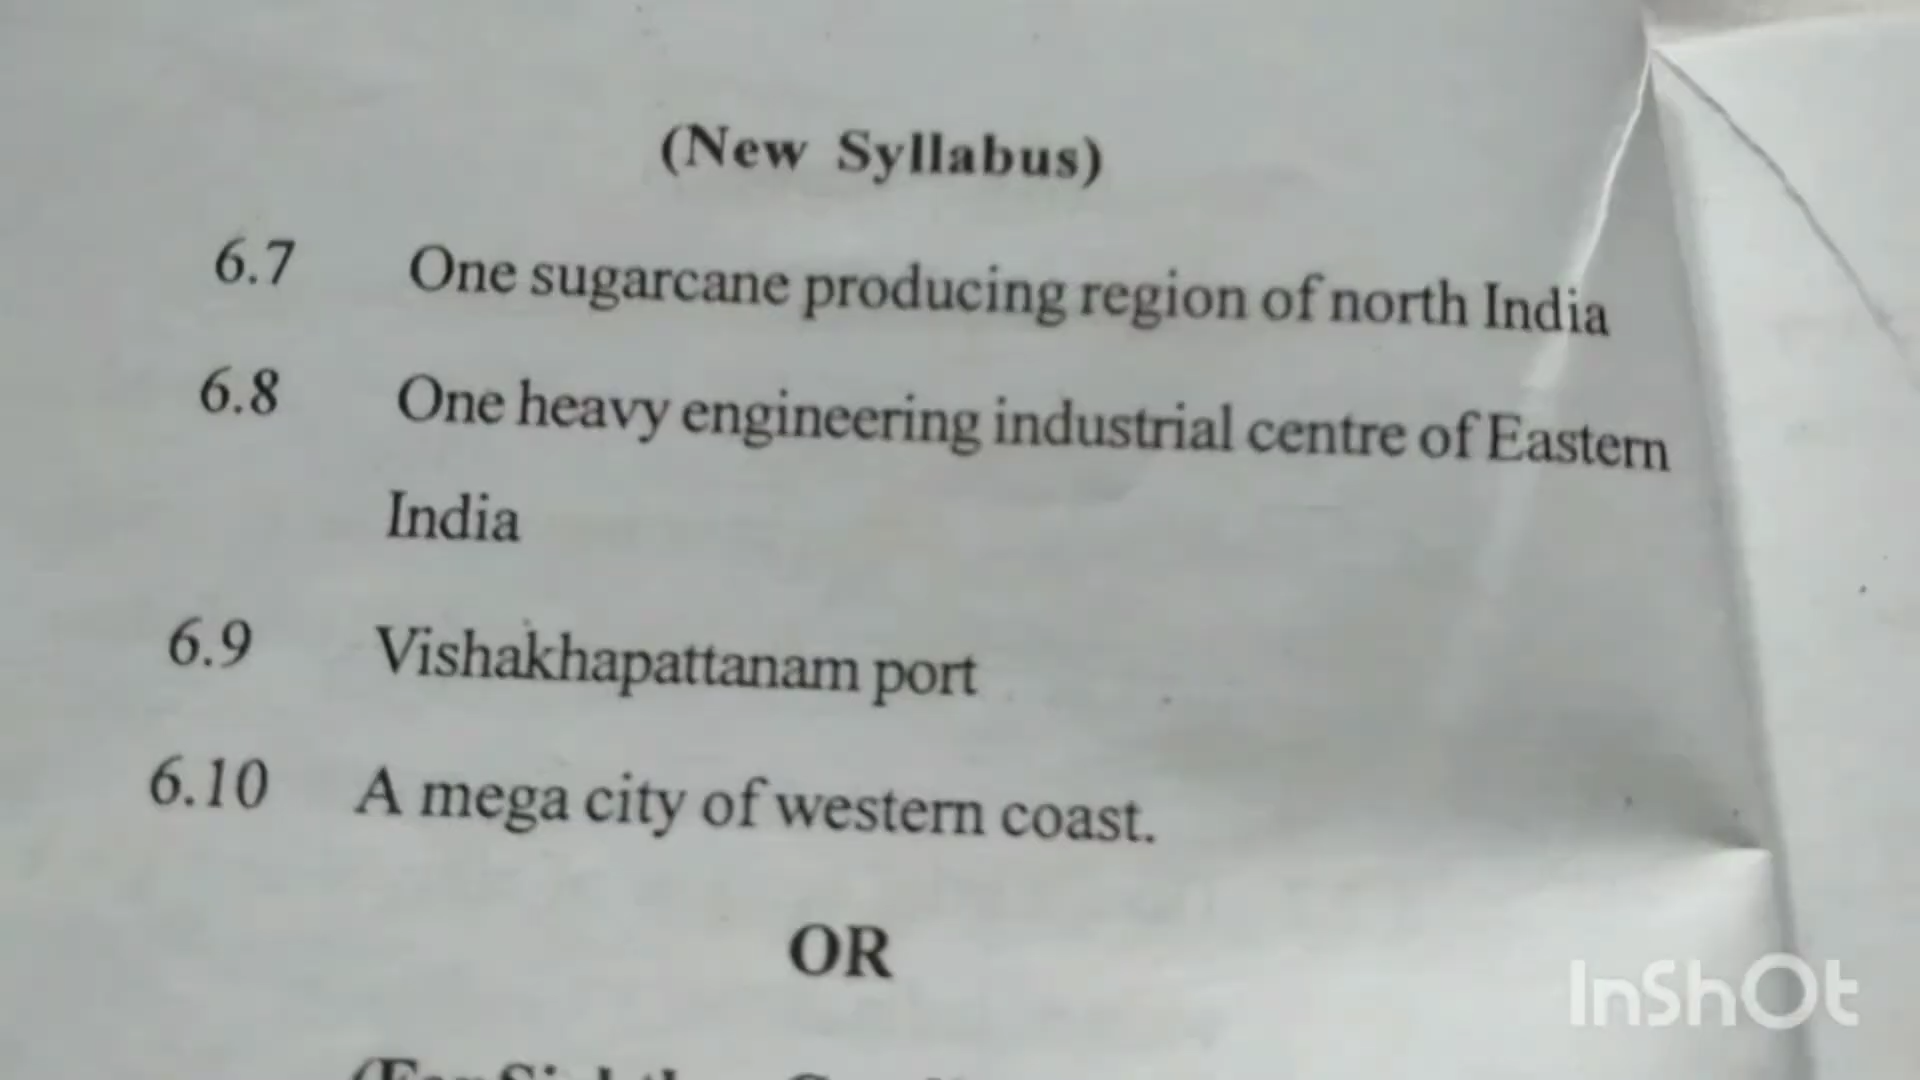 (New Syllabus)
6.7 One sugarcane producing region of north India
6.8 One heavy engineering industrial centre of Eastern
India
6.9 Vishakhapattanam port
6.10 A mega city of western coast.
OR
InShOt